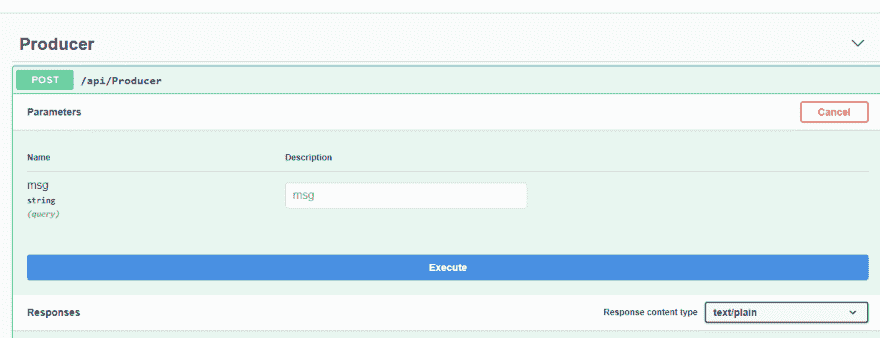 Producer
POST /api/Producer
Parameters Cancel
Name Description
msg msg
string
(query)
Execute
Responses Response content type text/plain